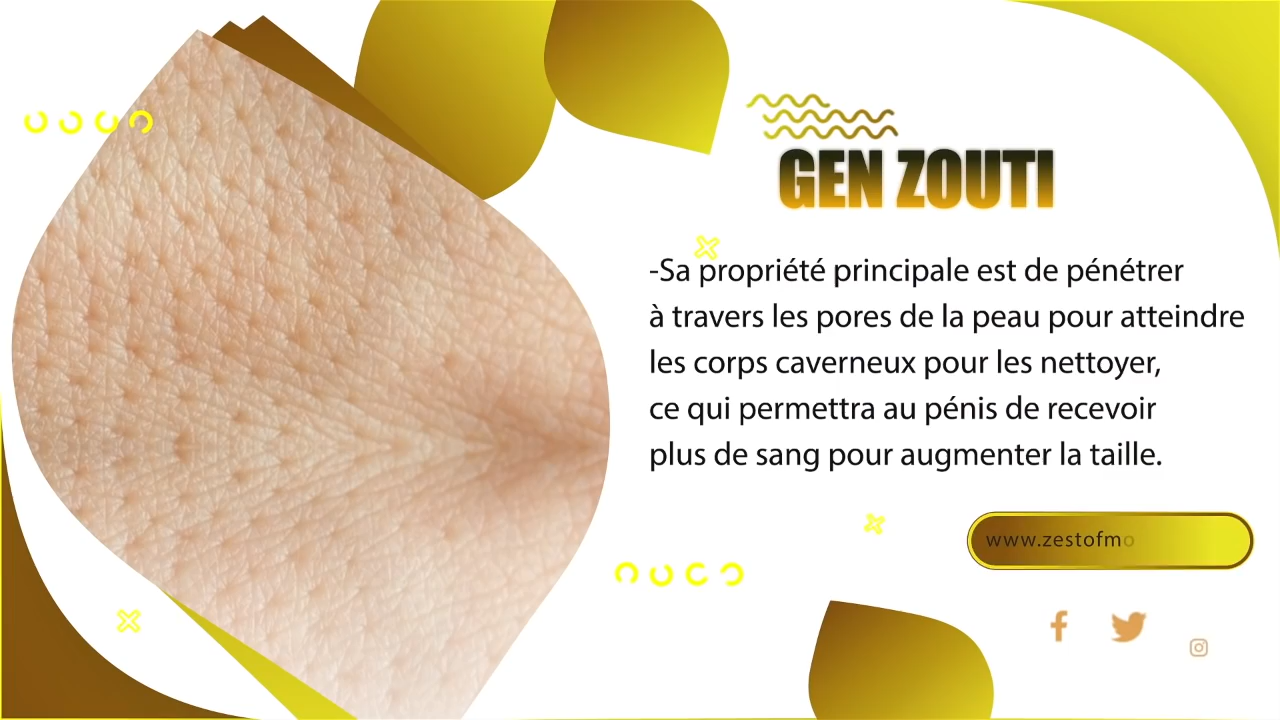 GEN ZOUTI
-Sa propriété principale est de pénétrer
à travers les pores de la peau pour atteindre
les corps caverneux pour les nettoyer,
ce qui permettra au pénis de recevoir
plus de sang pour augmenter la taille.
www.zestofmo